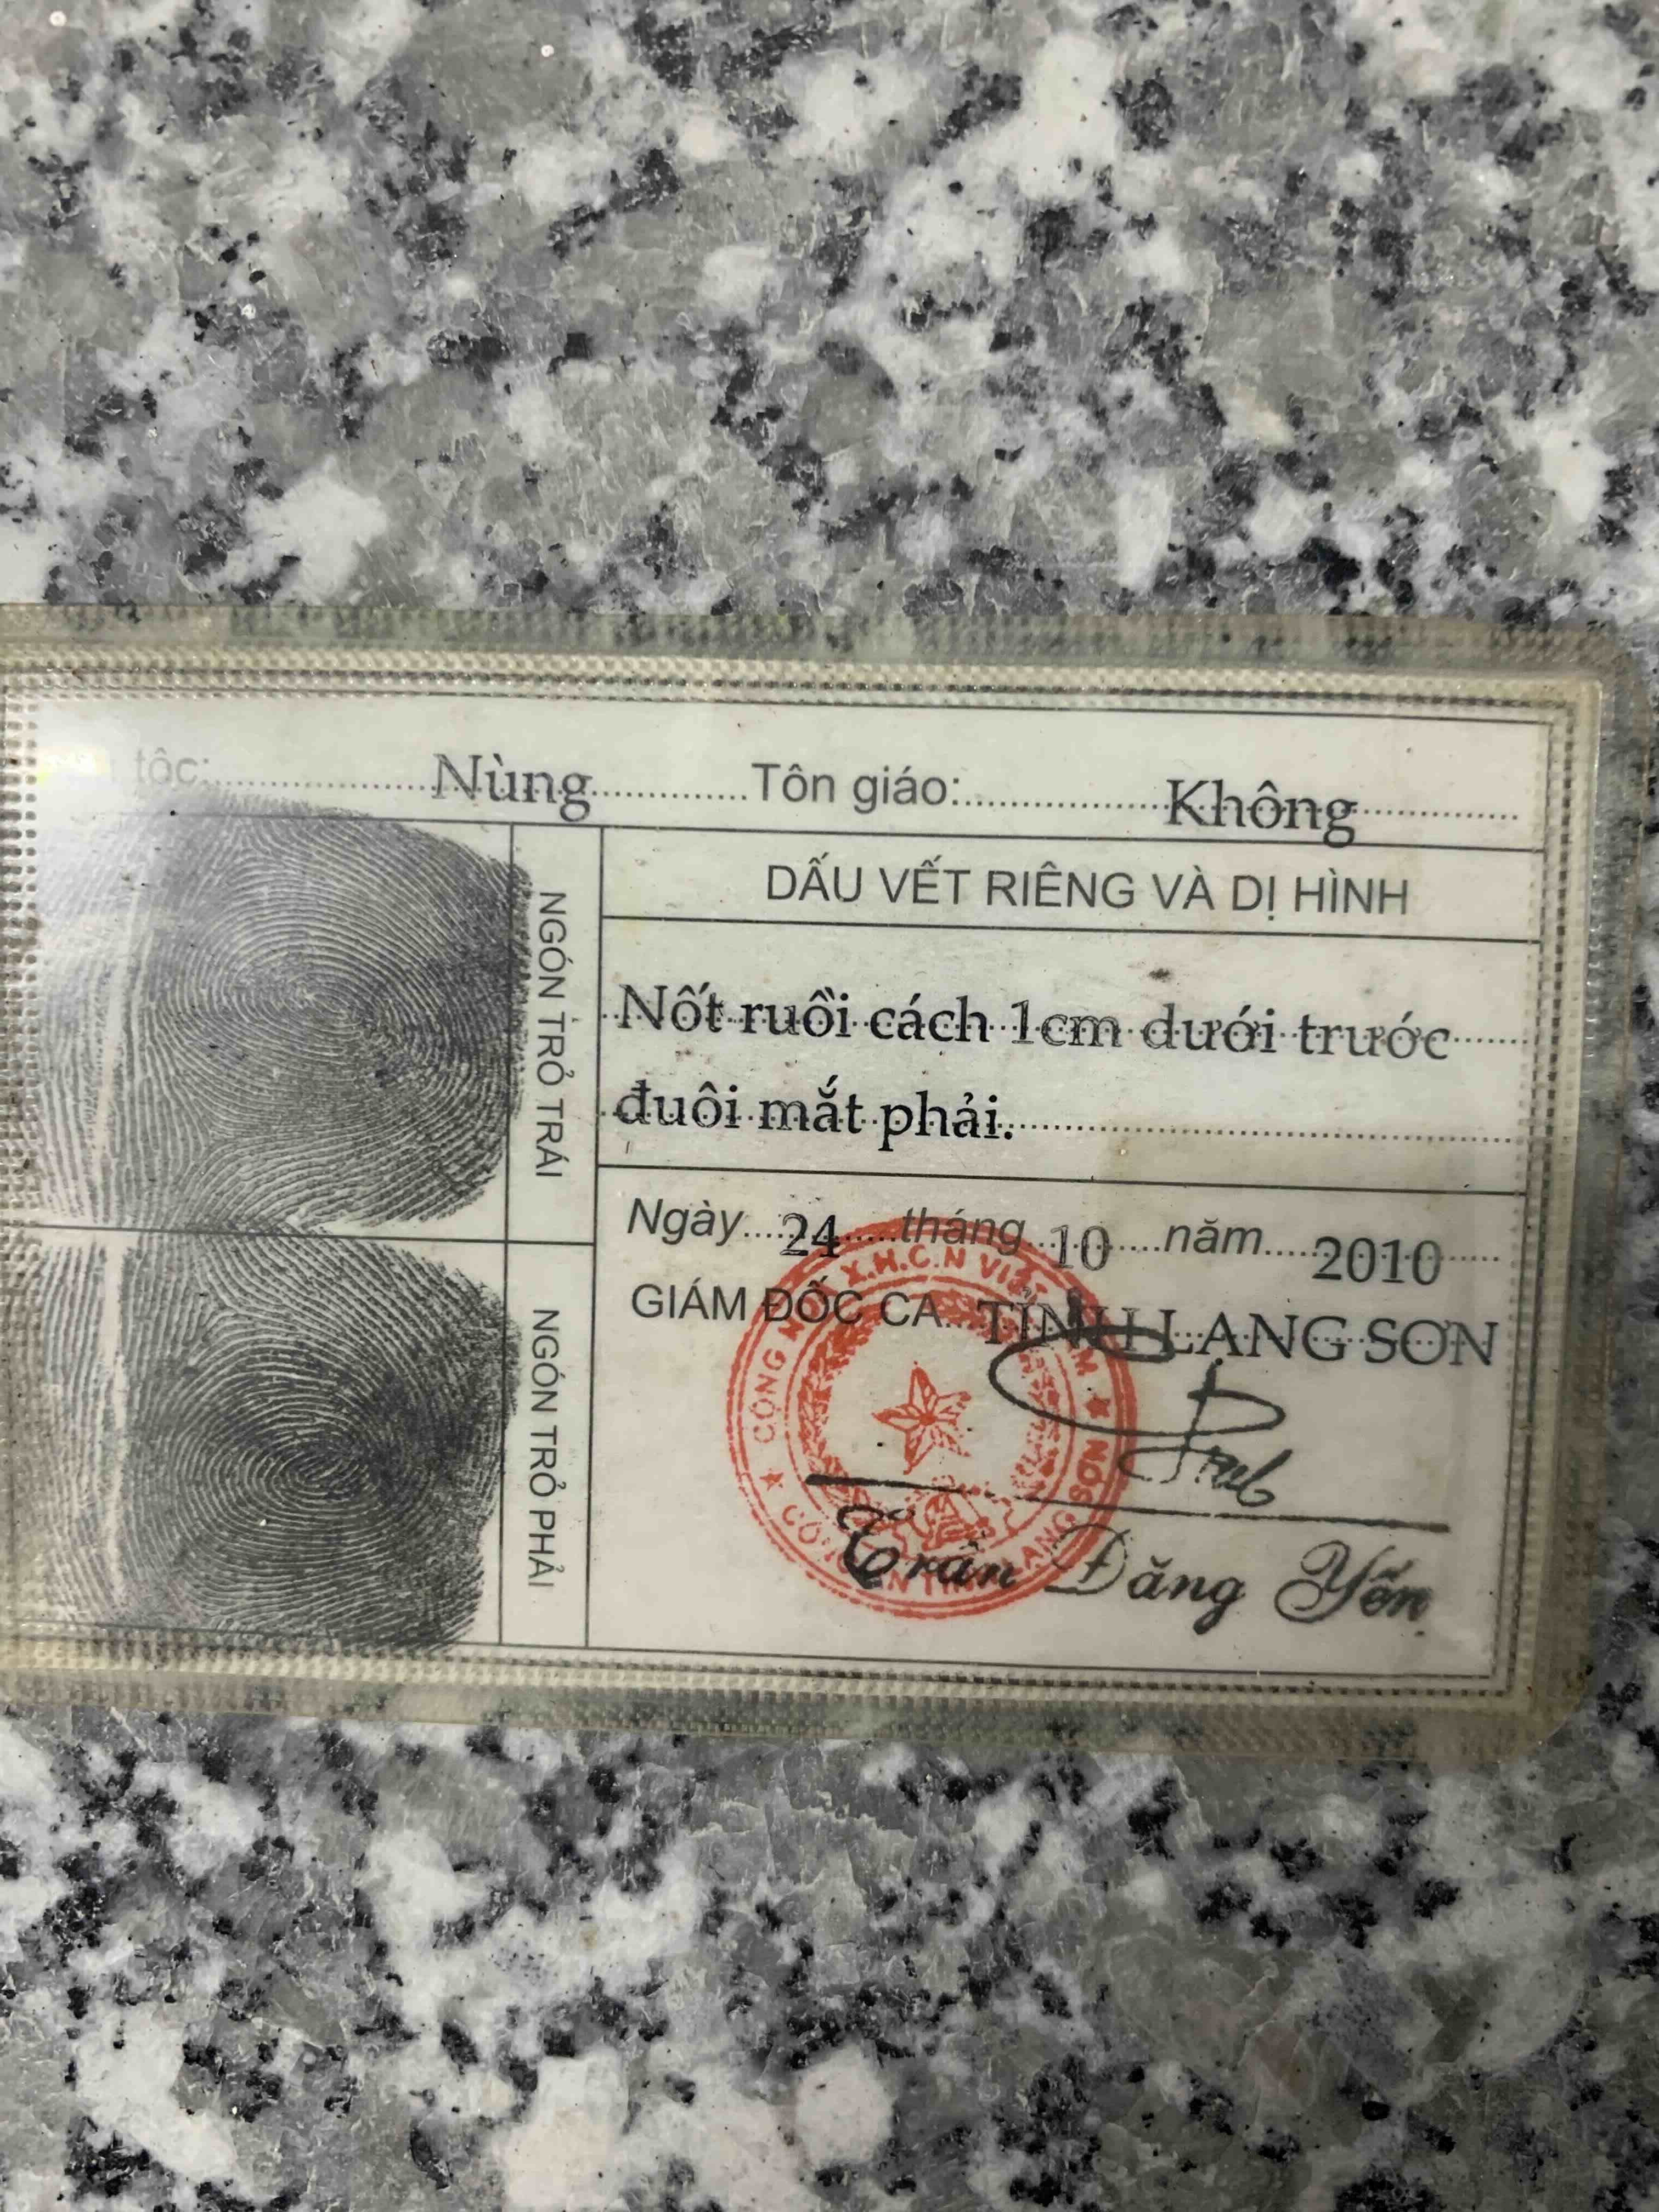 tộc: Nùng Tôn giáo: Không
NGÓN TRỎ TRÁI
DẤU VẾT RIÊNG VÀ DỊ HÌNH
Nốt ruồi cách 1cm dưới trước
đuôi mắt phải.
NGÓN TRỎ PHẢI
Ngày 24 tháng 10 năm 2010
GIÁM ĐỐC CA TỈNH LẠNG SƠN
X.H.C.N VIỆT
Trần Đăng Yến